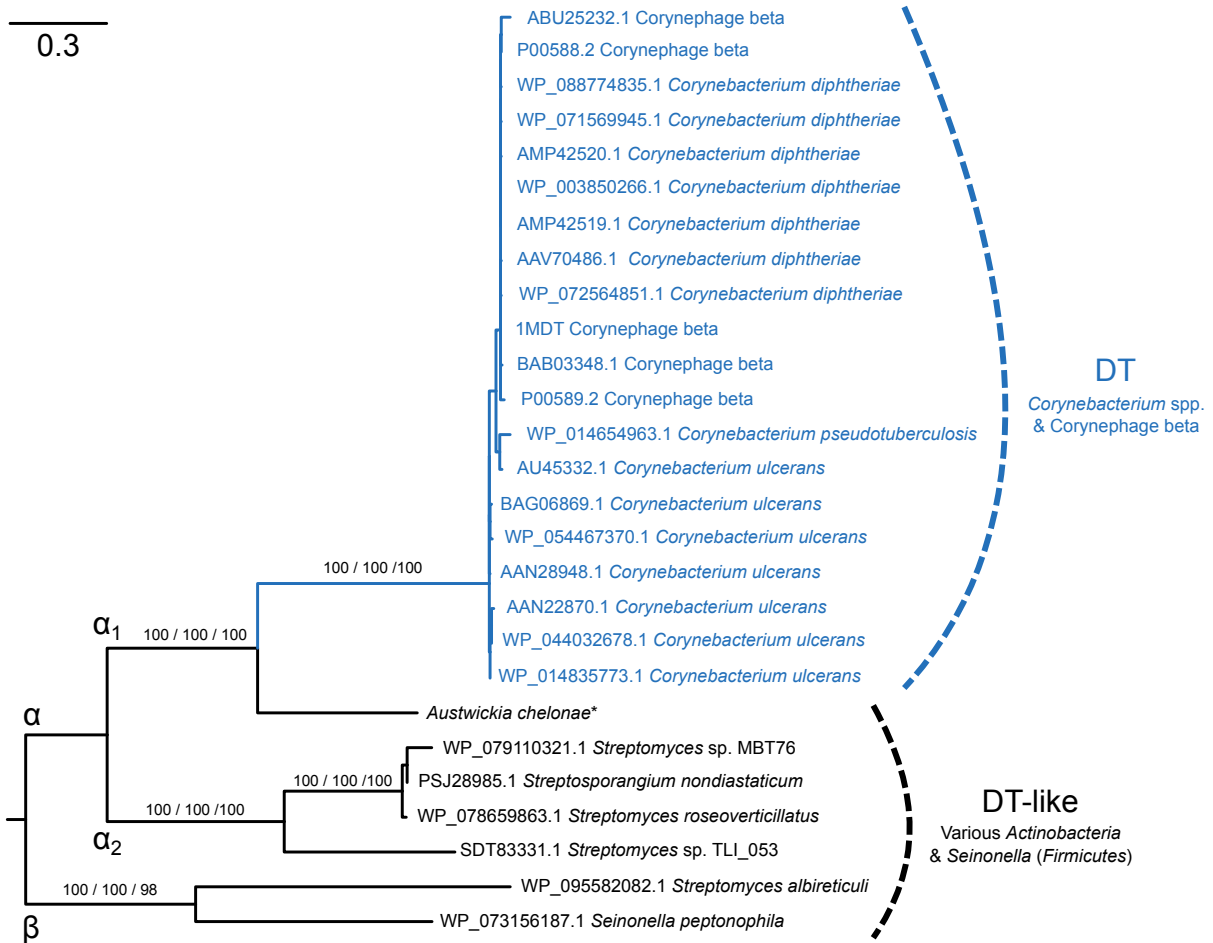 0.3
ABU25232.1 Corynephage beta
P00588.2 Corynephage beta
WP_088774835.1 Corynebacterium diphtheriae
WP_071569945.1 Corynebacterium diphtheriae
AMP42520.1 Corynebacterium diphtheriae
WP_003850266.1 Corynebacterium diphtheriae
AMP42519.1 Corynebacterium diphtheriae
AAV70486.1 Corynebacterium diphtheriae
WP_072564851.1 Corynebacterium diphtheriae
1MDT Corynephage beta
BAB03348.1 Corynephage beta
P00589.2 Corynephage beta
WP_014654963.1 Corynebacterium pseudotuberculosis
AU45332.1 Corynebacterium ulcerans
BAG06869.1 Corynebacterium ulcerans
WP_054467370.1 Corynebacterium ulcerans
AAN28948.1 Corynebacterium ulcerans
AAN22870.1 Corynebacterium ulcerans
WP_044032678.1 Corynebacterium ulcerans
WP_014835773.1 Corynebacterium ulcerans
DT
Corynebacterium spp.
& Corynephage beta
100 / 100 /100
α1
100 / 100 / 100
Austwickia chelonae*
α
WP_079110321.1 Streptomyces sp. MBT76
PSJ28985.1 Streptosporangium nondiastaticum
WP_078659863.1 Streptomyces roseoverticillatus
SDT83331.1 Streptomyces sp. TLI_053
100 / 100 /100
100 / 100 /100
α2
WP_095582082.1 Streptomyces albireticuli
WP_073156187.1 Seinonella peptonophila
100 / 100 / 98
β
DT-like
Various Actinobacteria
& Seinonella (Firmicutes)